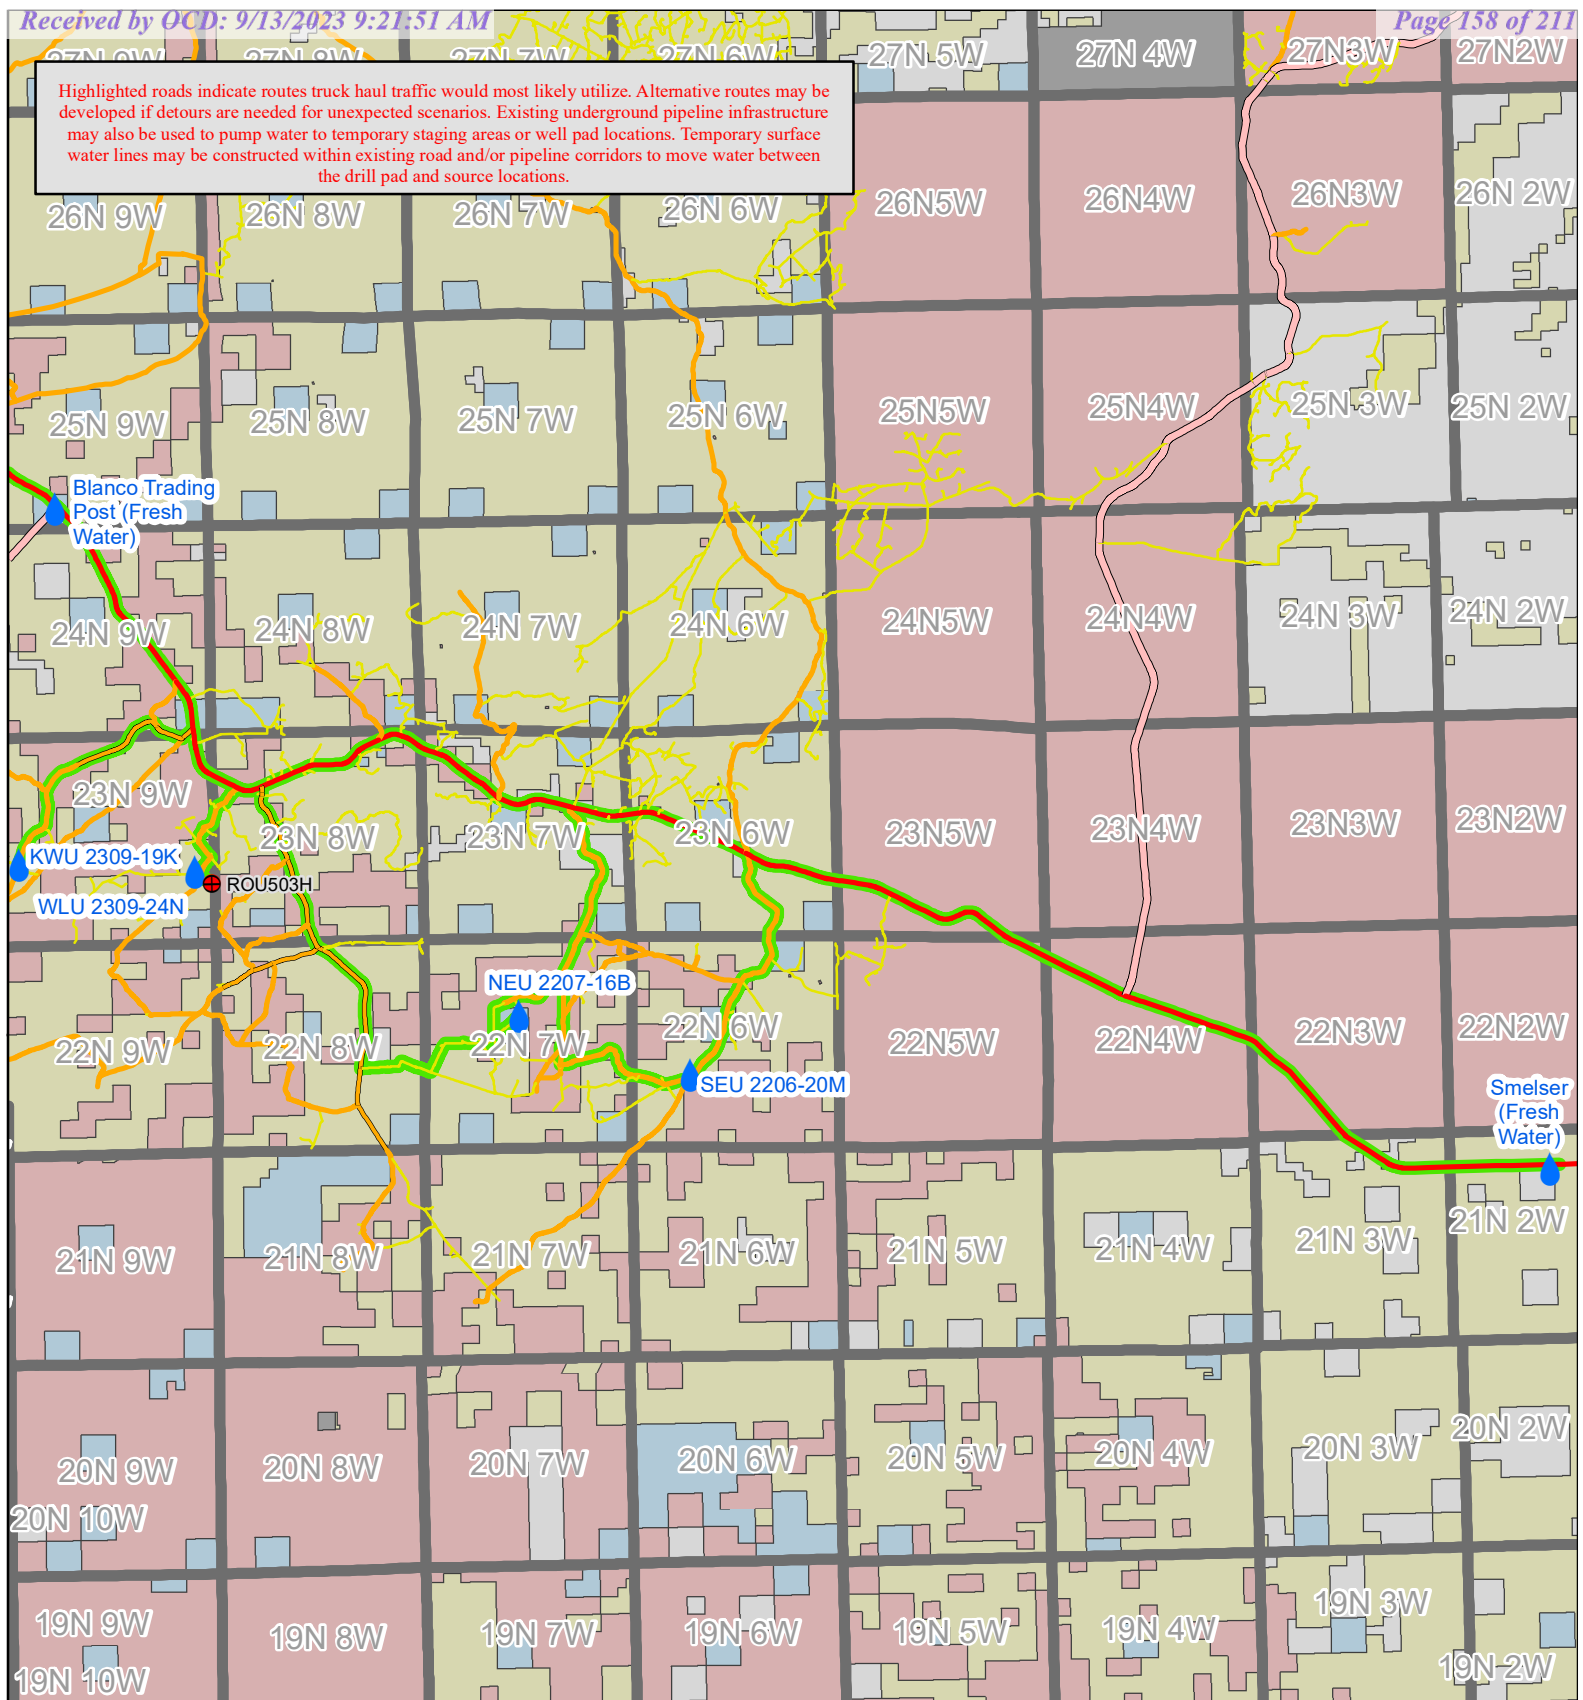 Received by OCD: 9/13/2023 9:21:51 AM
Page 158 of 211
27N 9W
27N 8W
27N 7W
27N 6W
27N 5W
27N 4W
27N3W
27N2W
Highlighted roads indicate routes truck haul traffic would most likely utilize. Alternative routes may be
developed if detours are needed for unexpected scenarios. Existing underground pipeline infrastructure
may also be used to pump water to temporary staging areas or well pad locations. Temporary surface
water lines may be constructed within existing road and/or pipeline corridors to move water between
the drill pad and source locations.
26N 9W
26N 8W
26N 7W
26N 6W
26N5W
26N4W
26N3W
26N 2W
25N 9W
25N 8W
25N 7W
25N 6W
25N5W
25N4W
25N 3W
25N 2W
Blanco Trading
Post (Fresh
Water)
24N 9W
24N 8W
24N 7W
24N 6W
24N5W
24N4W
24N 3W
24N 2W
23N 9W
23N 8W
23N 7W
23N 6W
23N5W
23N4W
23N3W
23N2W
KWU 2309-19K
ROU503H
WLU 2309-24N
NEU 2207-16B
22N 9W
22N 8W
22N 7W
22N 6W
22N5W
22N4W
22N3W
22N2W
SEU 2206-20M
Smelser
(Fresh
Water)
21N 9W
21N 8W
21N 7W
21N 6W
21N 5W
21N 4W
21N 3W
21N 2W
20N 9W
20N 8W
20N 7W
20N 6W
20N 5W
20N 4W
20N 3W
20N 2W
20N 10W
19N 9W
19N 8W
19N 7W
19N 6W
19N 5W
19N 4W
19N 3W
19N 2W
19N 10W